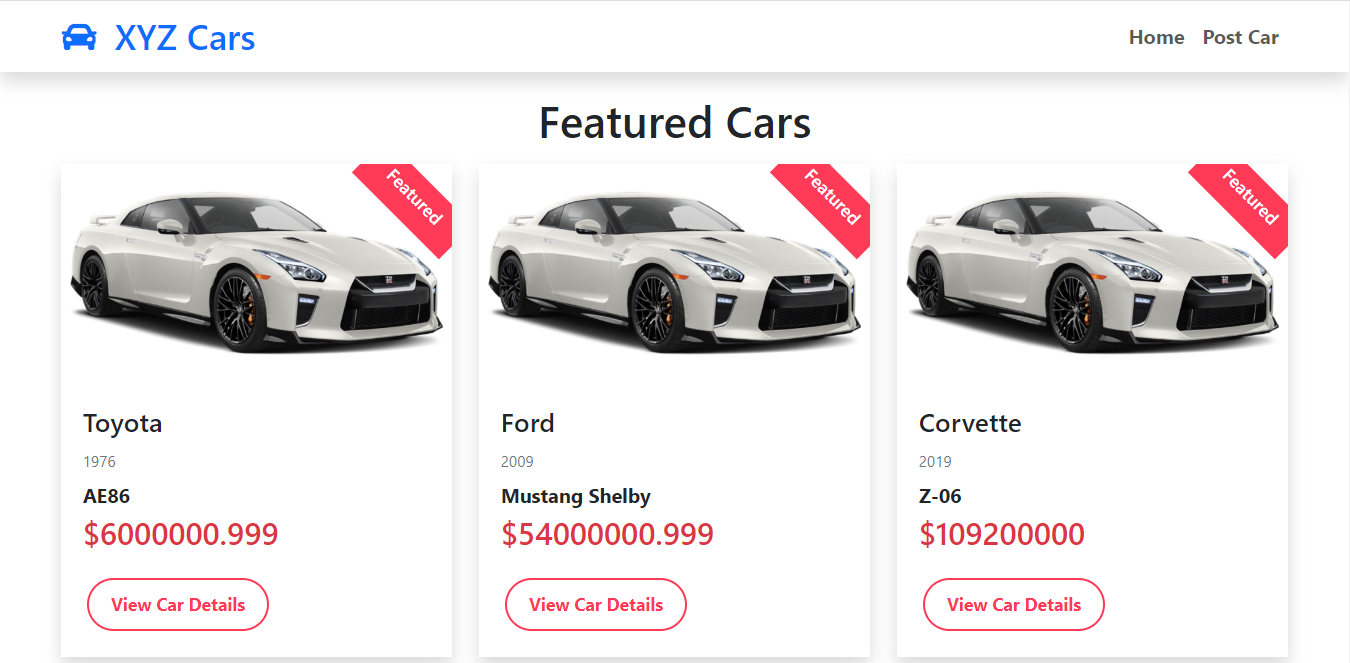 XYZ Cars
Home Post Car
Featured Cars
Featured
Featured
Featured
Toyota
1976
AE86
$6000000.999
View Car Details
Ford
2009
Mustang Shelby
$54000000.999
View Car Details
Corvette
2019
Z-06
$109200000
View Car Details